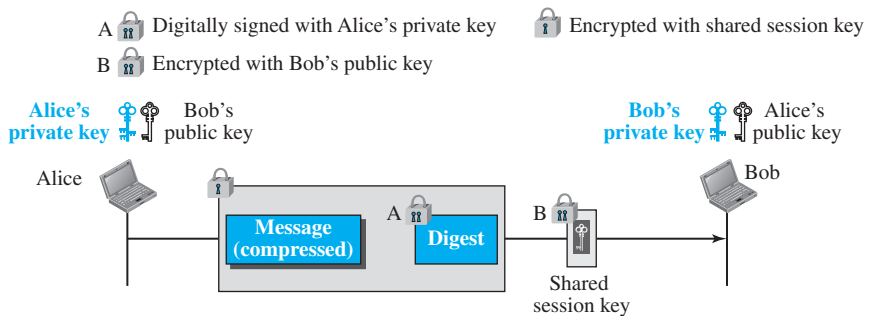 A Digitally signed with Alice's private key
Encrypted with shared session key
B Encrypted with Bob's public key
Alice's
private key
Bob's
public key
Bob's
private key
Alice's
public key
Alice
Bob
A
B
Message
(compressed)
Digest
Shared
session key